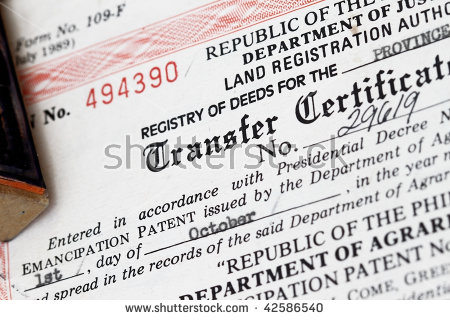 Form No. 109-F
July 1989)
REPUBLIC OF THE
DEPARTMENT OF JUS
LAND REGISTRATION AUTHO
No. 494390
REGISTRY OF DEEDS FOR THE PROVINCE
Transfer Certificat
No. 29619
shutterstock
Entered in accordance with Presidential Decree N
EMANCIPATION PATENT issued by the Department of Agra
1st, day of October, in the year n
d spread in the records of the said Department of Agrar
"REPUBLIC OF THE PHI
DEPARTMENT OF AGRAR
NCIPATION PATENT No
COME, GREE
www.shutterstock.com · 42586540